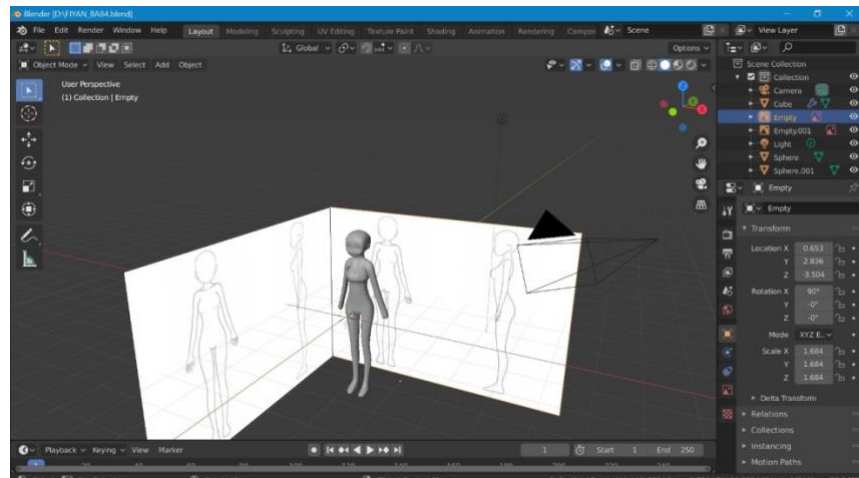 Blender [D:\FIYAN_BAB4.blend]
File Edit Render Window Help Layout Modeling Sculpting UV Editing Texture Paint Shading Animation Rendering Scene View Layer
Global Options
Object Mode View Select Add Object
User Perspective
(1) Collection | Empty
Scene Collection
Collection
Camera
Cube
Empty
Empty.001
Light
Sphere
Sphere.001
Empty
Empty
Transform
Location X 0.653
Y 2.836
Z -3.504
Rotation X 90°
Y -0°
Z -0°
Mode XYZ E..
Scale X 1.684
Y 1.684
Z 1.684
Delta Transform
Relations
Collections
Instancing
Motion Paths
Playback Keying View Marker 1 Start 1 End 250